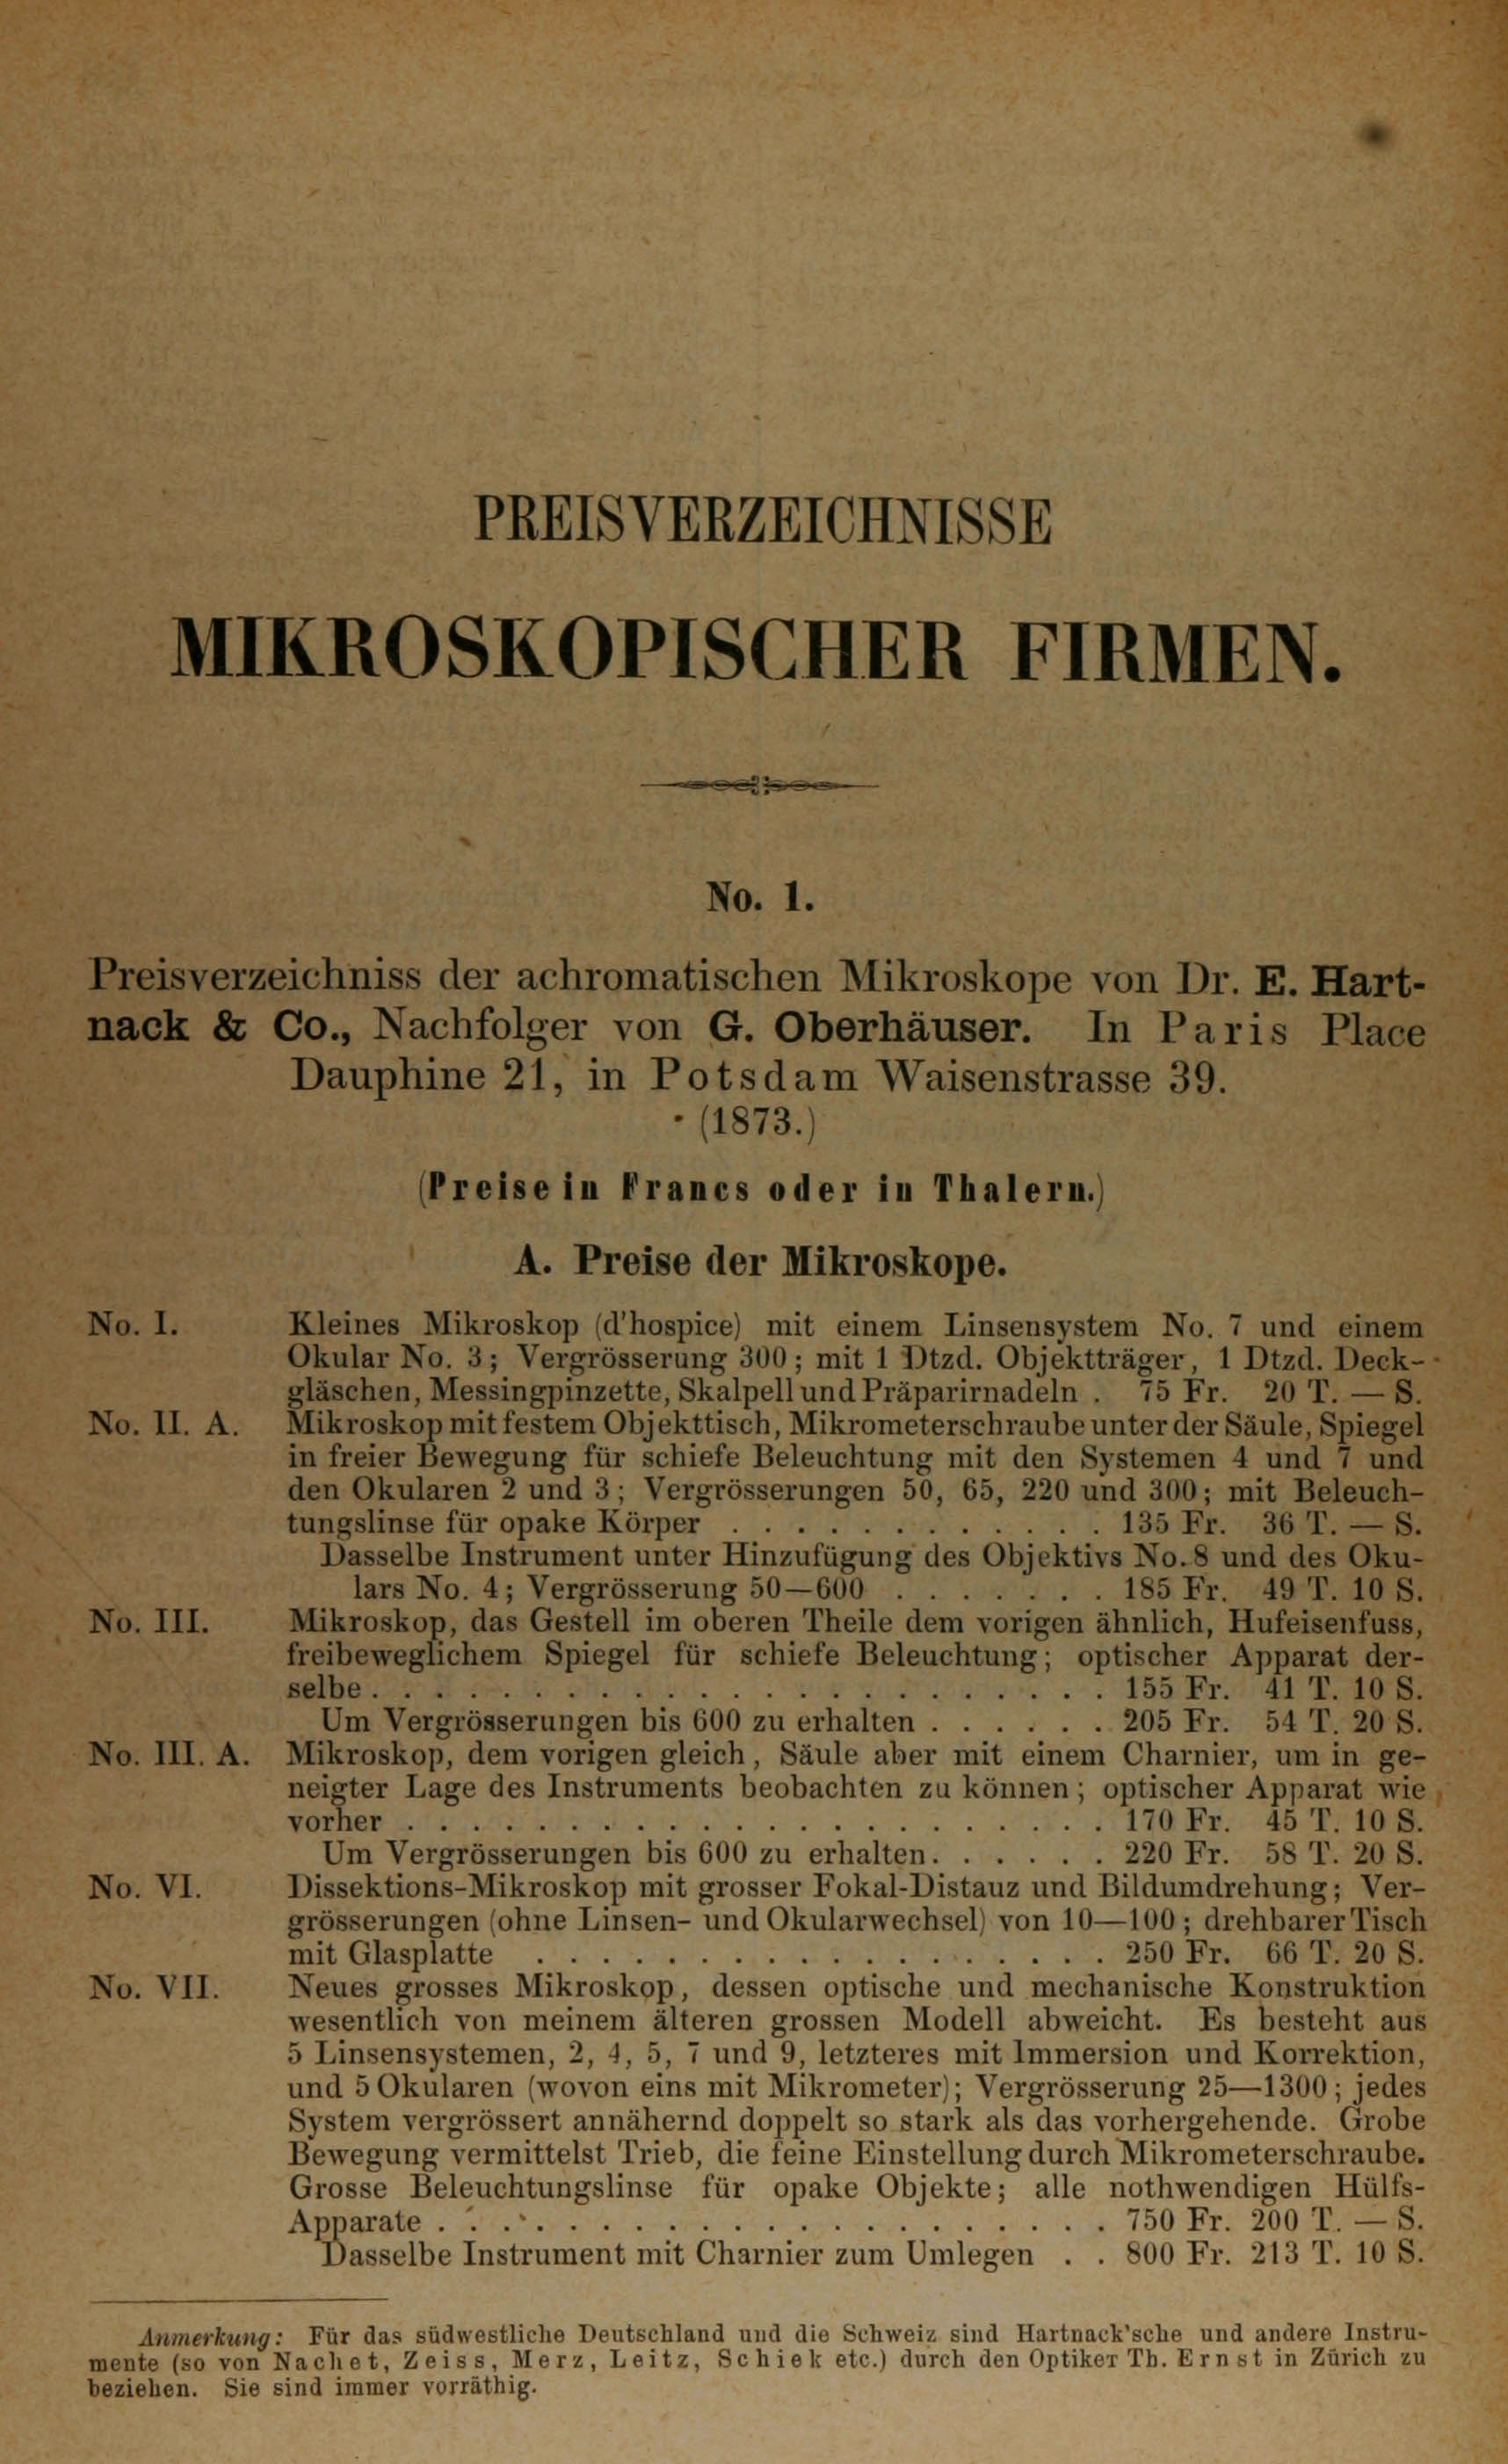 PREISVERZEICHNISSE
MIKROSKOPISCHER FIRMEN.
No. 1.
Preisverzeichniss der achromatischen Mikroskope von Dr. E. Hart-
nack & Co., Nachfolger von G. Oberhäuser. In Paris Place
Dauphine 21, in Potsdam Waisenstrasse 39.
(1873.)
(Preise in Francs oder in Thalern.)
A. Preise der Mikroskope.
No. I. Kleines Mikroskop (d'hospice) mit einem Linsensystem No. 7 und einem
Okular No. 3; Vergrösserung 300; mit 1 Dtzd. Objektträger, 1 Dtzd. Deck-
gläschen, Messingpinzette, Skalpell und Präparirnadeln . 75 Fr. 20 T. — S.
No. II. A. Mikroskop mit festem Objekttisch, Mikrometerschraube unter der Säule, Spiegel
in freier Bewegung für schiefe Beleuchtung mit den Systemen 4 und 7 und
den Okularen 2 und 3; Vergrösserungen 50, 65, 220 und 300; mit Beleuch-
tungslinse für opake Körper . . . . . . . . . . . . 135 Fr. 36 T. — S.
Dasselbe Instrument unter Hinzufügung des Objektivs No. 8 und des Oku-
lars No. 4; Vergrösserung 50—600 . . . . . . . 185 Fr. 49 T. 10 S.
No. III. Mikroskop, das Gestell im oberen Theile dem vorigen ähnlich, Hufeisenfuss,
freibeweglichem Spiegel für schiefe Beleuchtung; optischer Apparat der-
selbe . . . . . . . . . . . . . . . . . . . . . . . 155 Fr. 41 T. 10 S.
Um Vergrösserungen bis 600 zu erhalten . . . . . . 205 Fr. 54 T. 20 S.
No. III. A. Mikroskop, dem vorigen gleich, Säule aber mit einem Charnier, um in ge-
neigter Lage des Instruments beobachten zu können; optischer Apparat wie
vorher . . . . . . . . . . . . . . . . . . . . . . 170 Fr. 45 T. 10 S.
Um Vergrösserungen bis 600 zu erhalten . . . . . . 220 Fr. 58 T. 20 S.
No. VI. Dissektions-Mikroskop mit grosser Fokal-Distauz und Bildumdrehung; Ver-
grösserungen (ohne Linsen- und Okularwechsel) von 10—100; drehbarer Tisch
mit Glasplatte . . . . . . . . . . . . . . . . . . 250 Fr. 66 T. 20 S.
No. VII. Neues grosses Mikroskop, dessen optische und mechanische Konstruktion
wesentlich von meinem älteren grossen Modell abweicht. Es besteht aus
5 Linsensystemen, 2, 4, 5, 7 und 9, letzteres mit Immersion und Korrektion,
und 5 Okularen (wovon eins mit Mikrometer); Vergrösserung 25—1300; jedes
System vergrössert annähernd doppelt so stark als das vorhergehende. Grobe
Bewegung vermittelst Trieb, die feine Einstellung durch Mikrometerschraube.
Grosse Beleuchtungslinse für opake Objekte; alle nothwendigen Hülfs-
Apparate . . . . . . . . . . . . . . . . . . . . . 750 Fr. 200 T. — S.
Dasselbe Instrument mit Charnier zum Umlegen . . 800 Fr. 213 T. 10 S.
Anmerkung: Für das südwestliche Deutschland und die Schweiz sind Hartnack'sche und andere Instru-
mente (so von Nachet, Zeiss, Merz, Leitz, Schiek etc.) durch den Optiker Th. Ernst in Zürich zu
beziehen. Sie sind immer vorräthig.